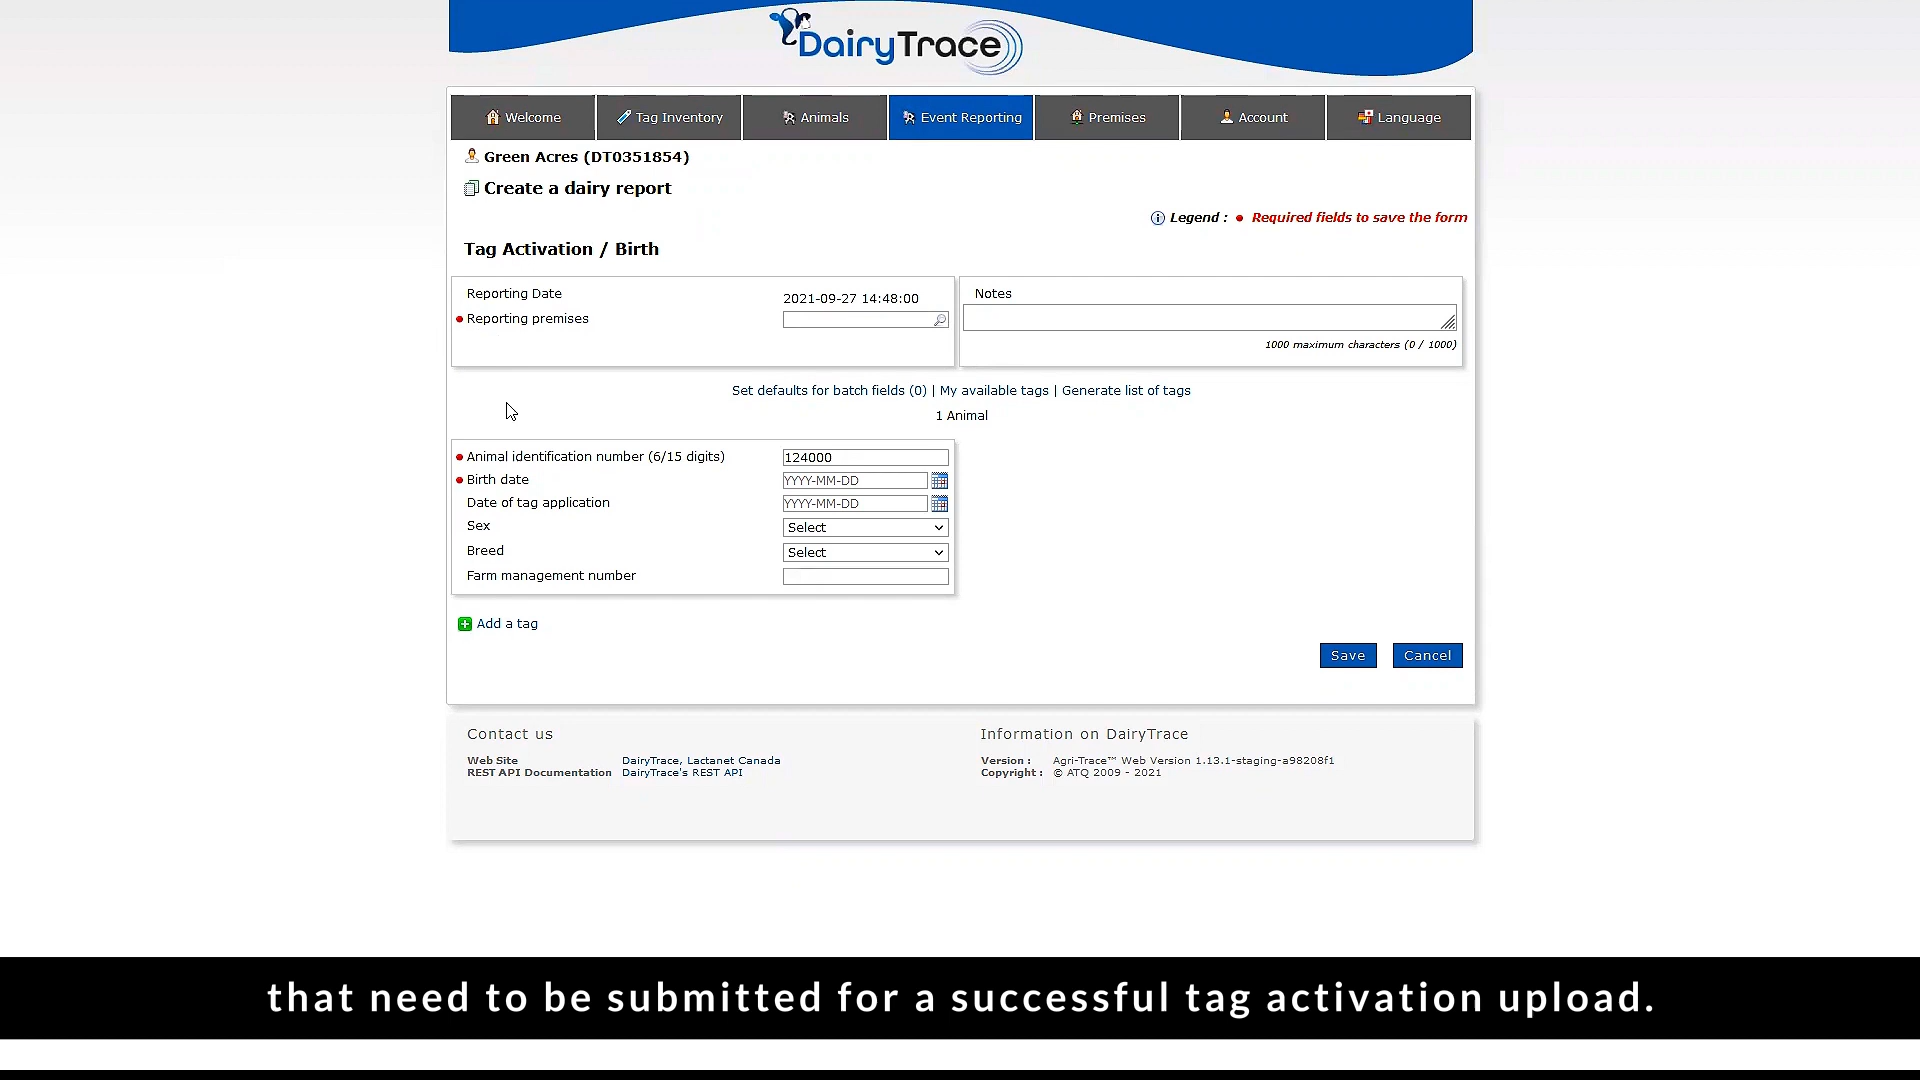 DairyTrace
Welcome
Tag Inventory
Animals
Event Reporting
Premises
Account
Language
Green Acres (DT0351854)
Create a dairy report
Legend : • Required fields to save the form
Tag Activation / Birth
Reporting Date 2021-09-27 14:48:00
Reporting premises
Notes
1000 maximum characters (0 / 1000)
Set defaults for batch fields (0) | My available tags | Generate list of tags
1 Animal
Animal identification number (6/15 digits) 124000
Birth date YYYY-MM-DD
Date of tag application YYYY-MM-DD
Sex Select
Breed Select
Farm management number
Add a tag
Save Cancel
Contact us
Web Site DairyTrace, Lactanet Canada
REST API Documentation DairyTrace's REST API
Information on DairyTrace
Version : Agri-Trace™ Web Version 1.13.1-staging-a98208f1
Copyright : © ATQ 2009 - 2021
that need to be submitted for a successful tag activation upload.